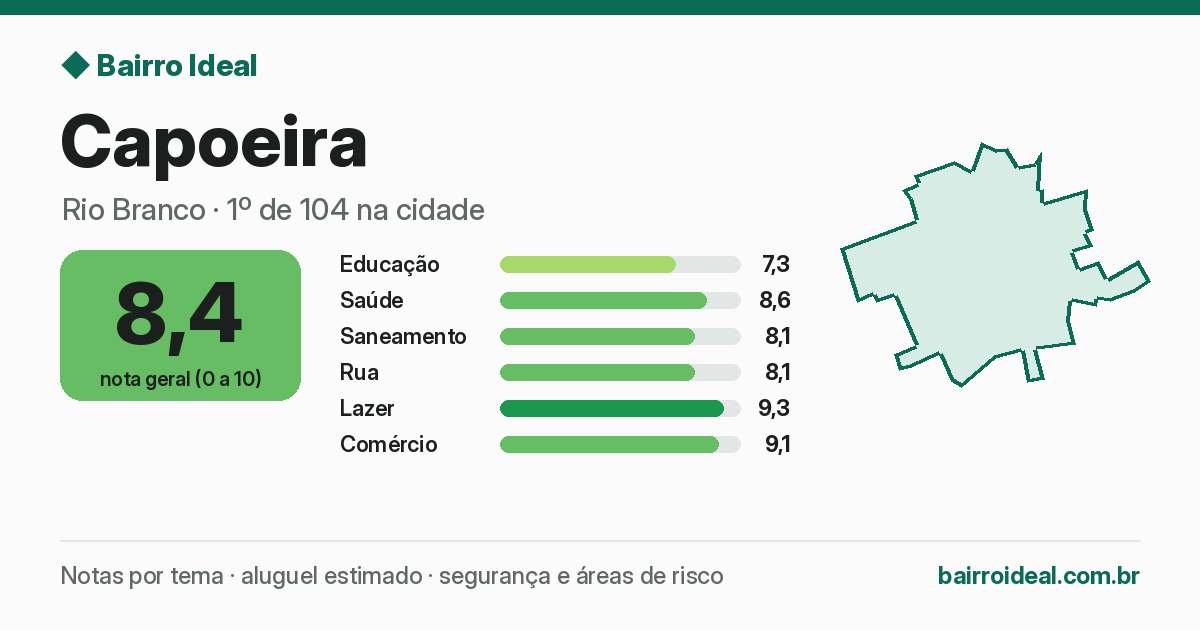 Bairro Ideal
Capoeira
Rio Branco · 1º de 104 na cidade
8,4
nota geral (0 a 10)
Educação 7,3
Saúde 8,6
Saneamento 8,1
Rua 8,1
Lazer 9,3
Comércio 9,1
Notas por tema · aluguel estimado · segurança e áreas de risco
bairroideal.com.br